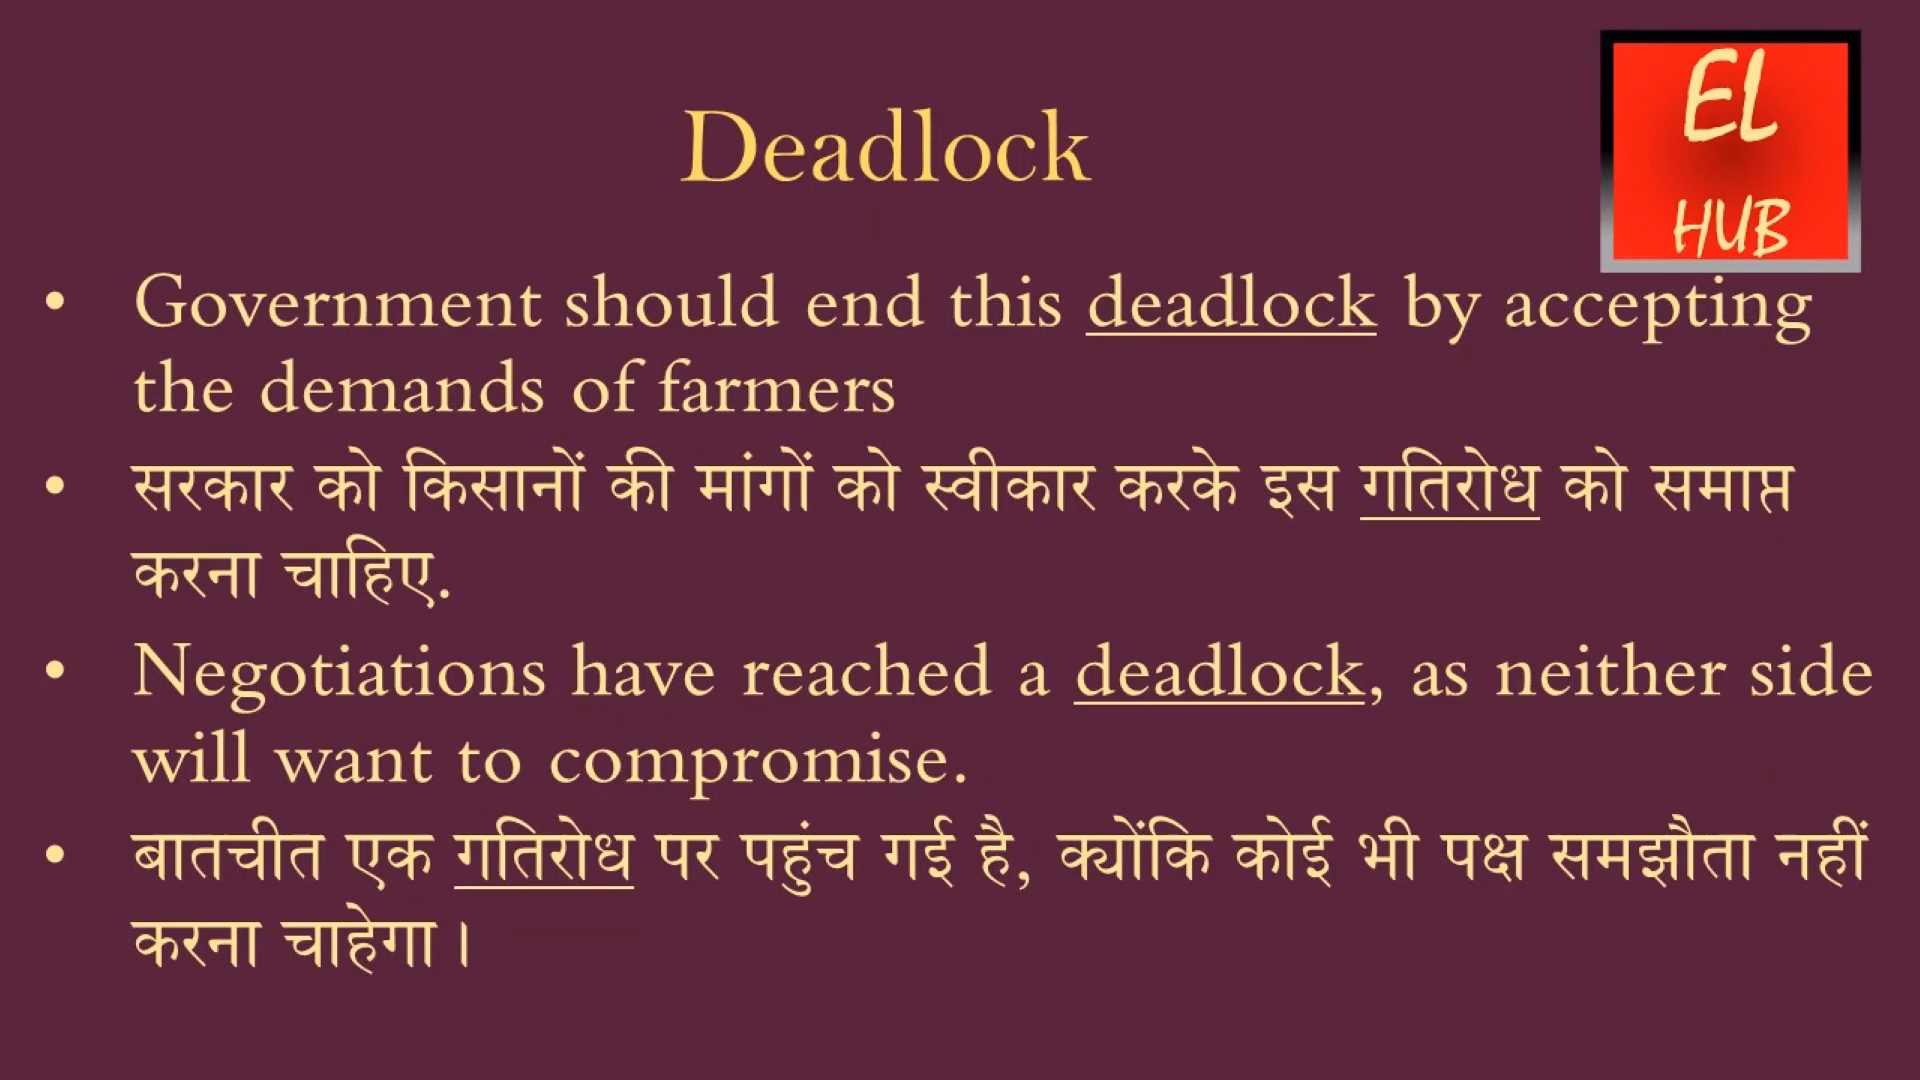 EL
HUB
Deadlock
• Government should end this deadlock by accepting
the demands of farmers
• सरकार को किसानों की मांगों को स्वीकार करके इस गतिरोध को समाप्त
करना चाहिए.
• Negotiations have reached a deadlock, as neither side
will want to compromise.
• बातचीत एक गतिरोध पर पहुंच गई है, क्योंकि कोई भी पक्ष समझौता नहीं
करना चाहेगा।